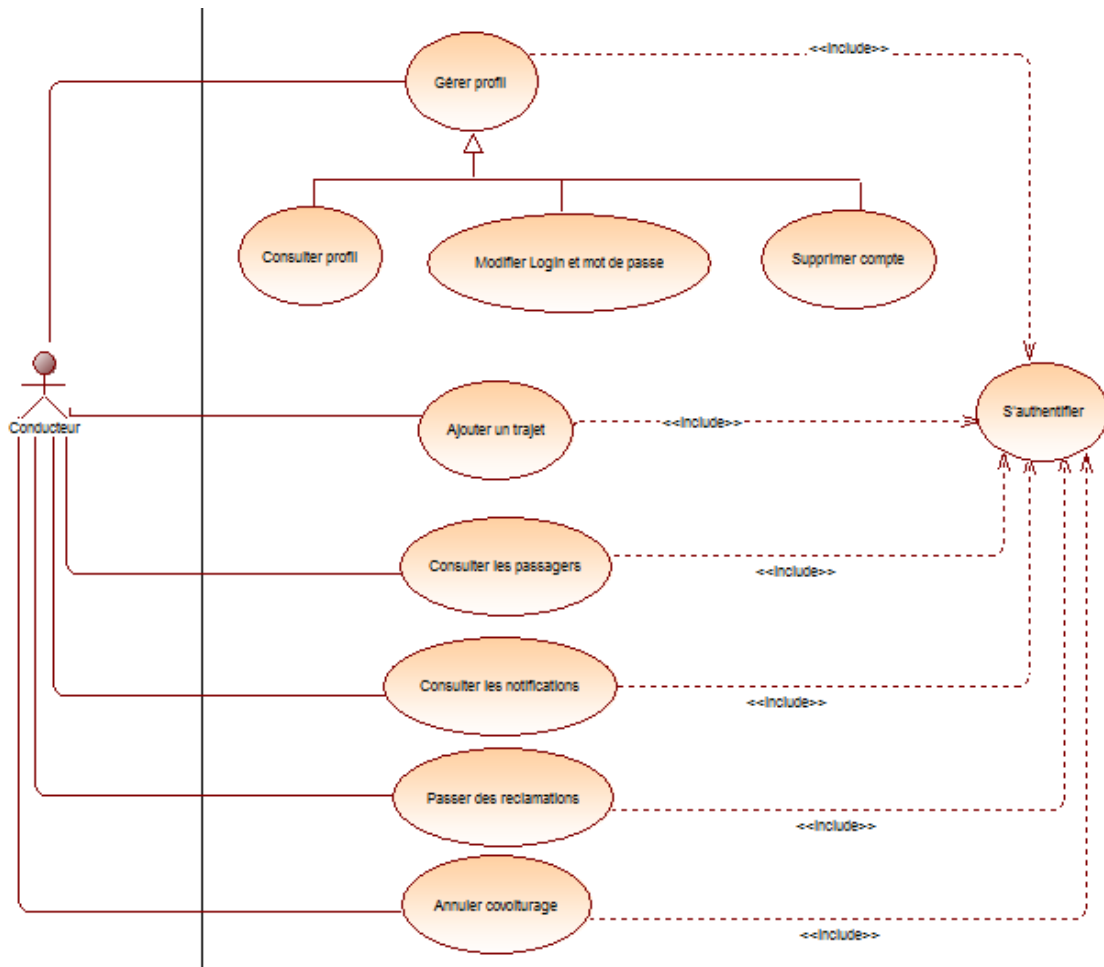 <<Include>>
Gérer profil
Consulter profil
Modifier Login et mot de passe
Supprimer compte
S'authentifier
Conducteur
Ajouter un trajet
<<Include>>
Consulter les passagers
<<Include>>
Consulter les notifications
<<Include>>
Passer des reclamations
<<Include>>
Annuler covoiturage
<<Include>>